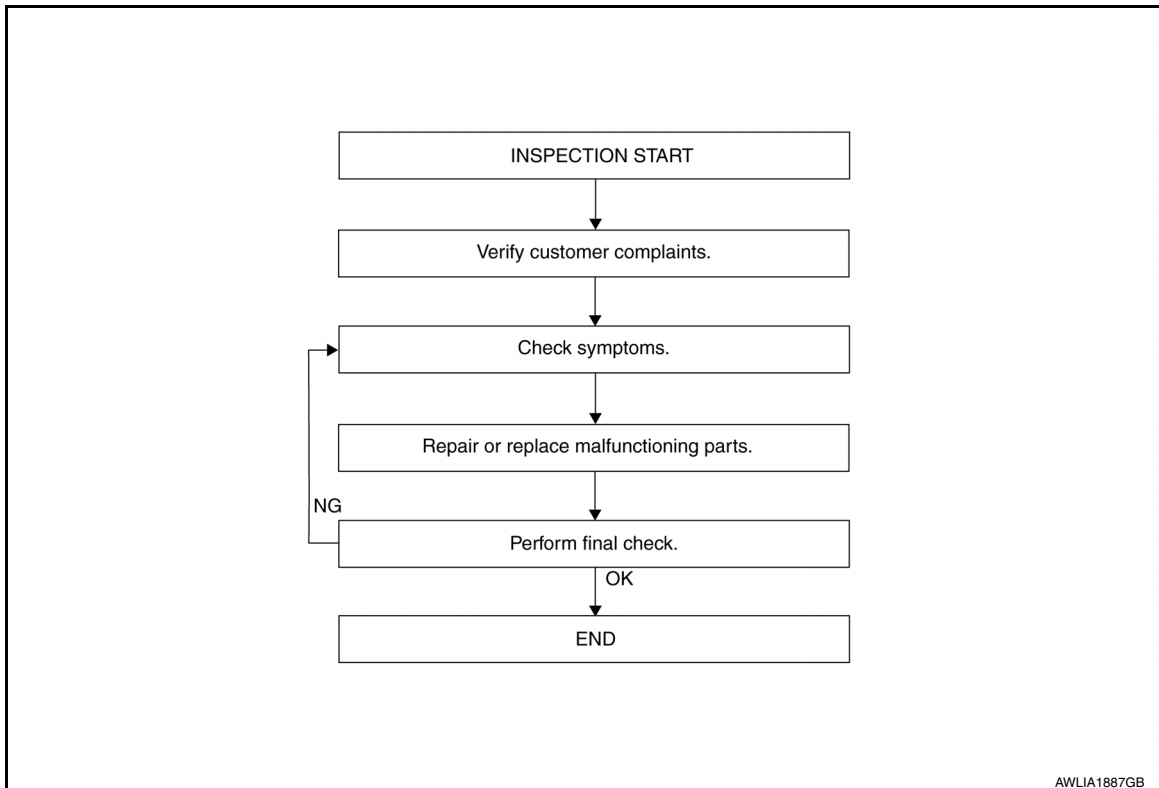 INSPECTION START
Verify customer complaints.
Check symptoms.
Repair or replace malfunctioning parts.
NG
Perform final check.
OK
END
AWLIA1887GB